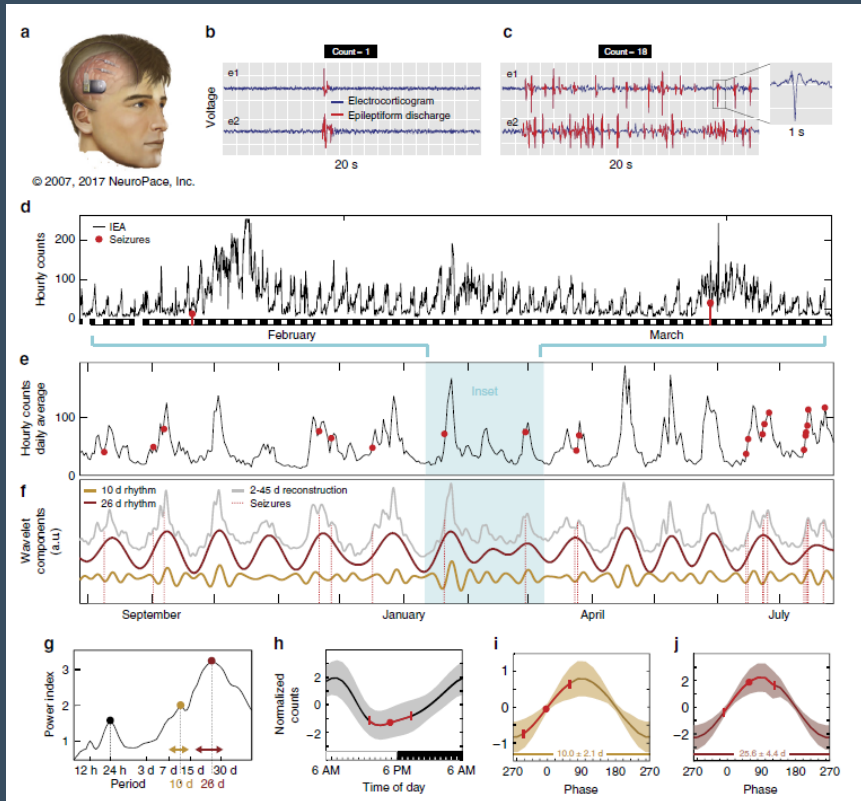 a
b
c
Count = 1
Count = 18
e1
e1
Voltage
Electrocorticogram
Epileptiform discharge
e2
e2
1 s
20 s
20 s
© 2007, 2017 NeuroPace, Inc.
d
IEA
Seizures
Hourly counts
200
100
0
February
March
e
Hourly counts
daily average
100
0
Inset
f
10 d rhythm
26 d rhythm
2-45 d reconstruction
Seizures
Wavelet
components
(a.u)
September
January
April
July
g
h
i
j
Power index
3
2
1
12 h
24 h
3 d
7 d
15 d
30 d
10 d
26 d
Period
Normalized
counts
2
0
−2
6 AM
6 PM
6 AM
Time of day
1
0
−1
10.0 ± 2.1 d
270
0
90
180
270
Phase
2
0
−2
25.6 ± 4.4 d
270
0
90
180
270
Phase